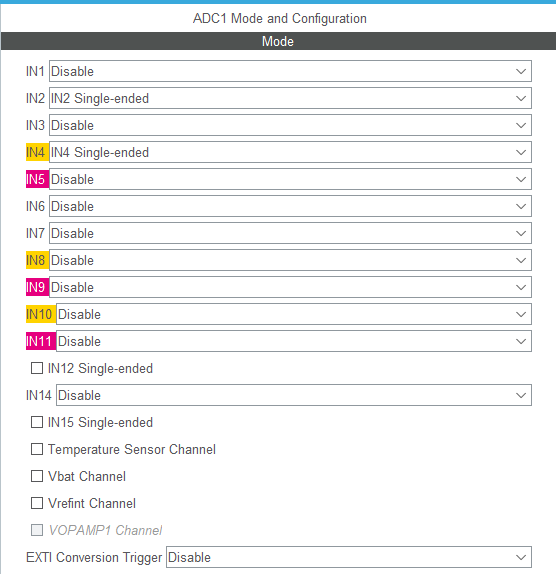 ADC1 Mode and Configuration
Mode
IN1 Disable
IN2 IN2 Single-ended
IN3 Disable
IN4 IN4 Single-ended
IN5 Disable
IN6 Disable
IN7 Disable
IN8 Disable
IN9 Disable
IN10 Disable
IN11 Disable
IN12 Single-ended
IN14 Disable
IN15 Single-ended
Temperature Sensor Channel
Vbat Channel
Vrefint Channel
VOPAMP1 Channel
EXTI Conversion Trigger Disable